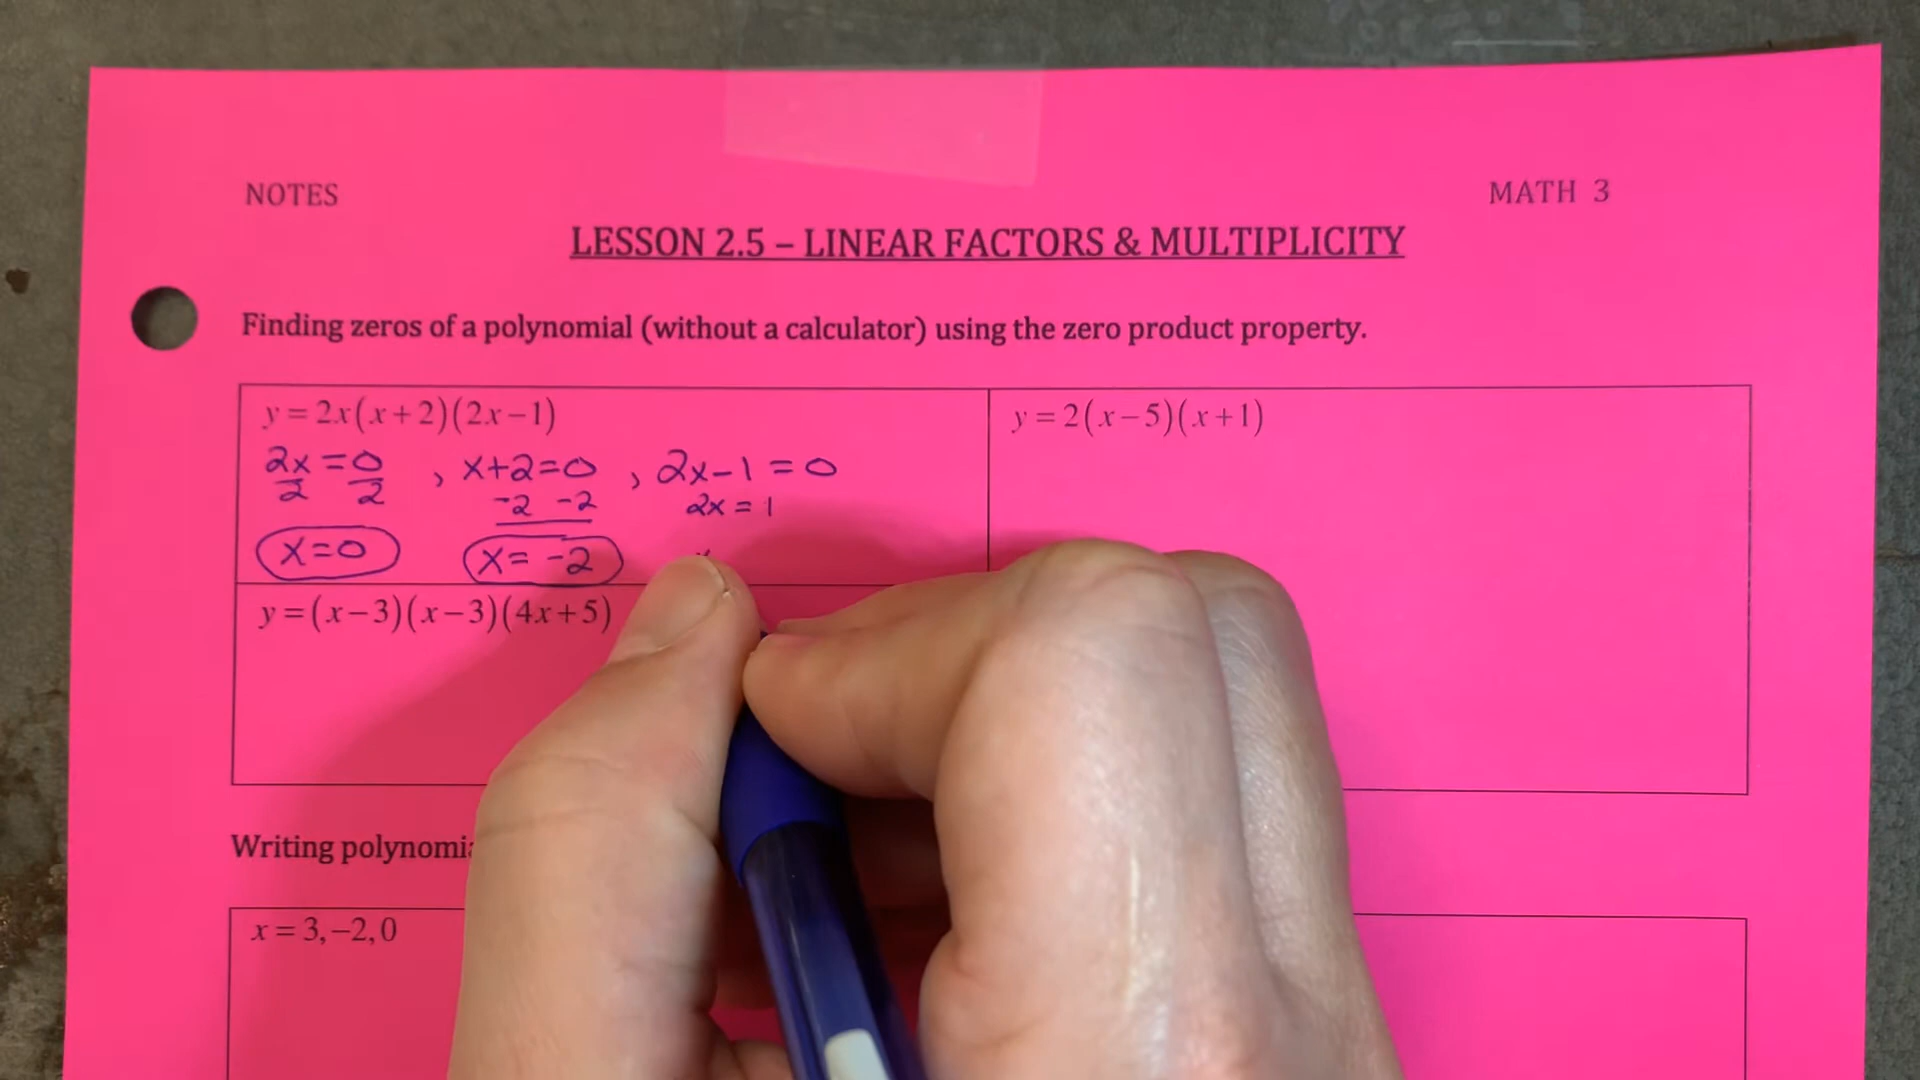 NOTES MATH 3
LESSON 2.5 – LINEAR FACTORS & MULTIPLICITY
Finding zeros of a polynomial (without a calculator) using the zero product property.
y = 2x(x+2)(2x−1)
2x = 0 , x+2=0 , 2x−1 = 0
2 2 -2 -2 2x = 1
x=0 x= -2
y = 2(x−5)(x+1)
y = (x−3)(x−3)(4x+5)
Writing
x = 3,−2,0